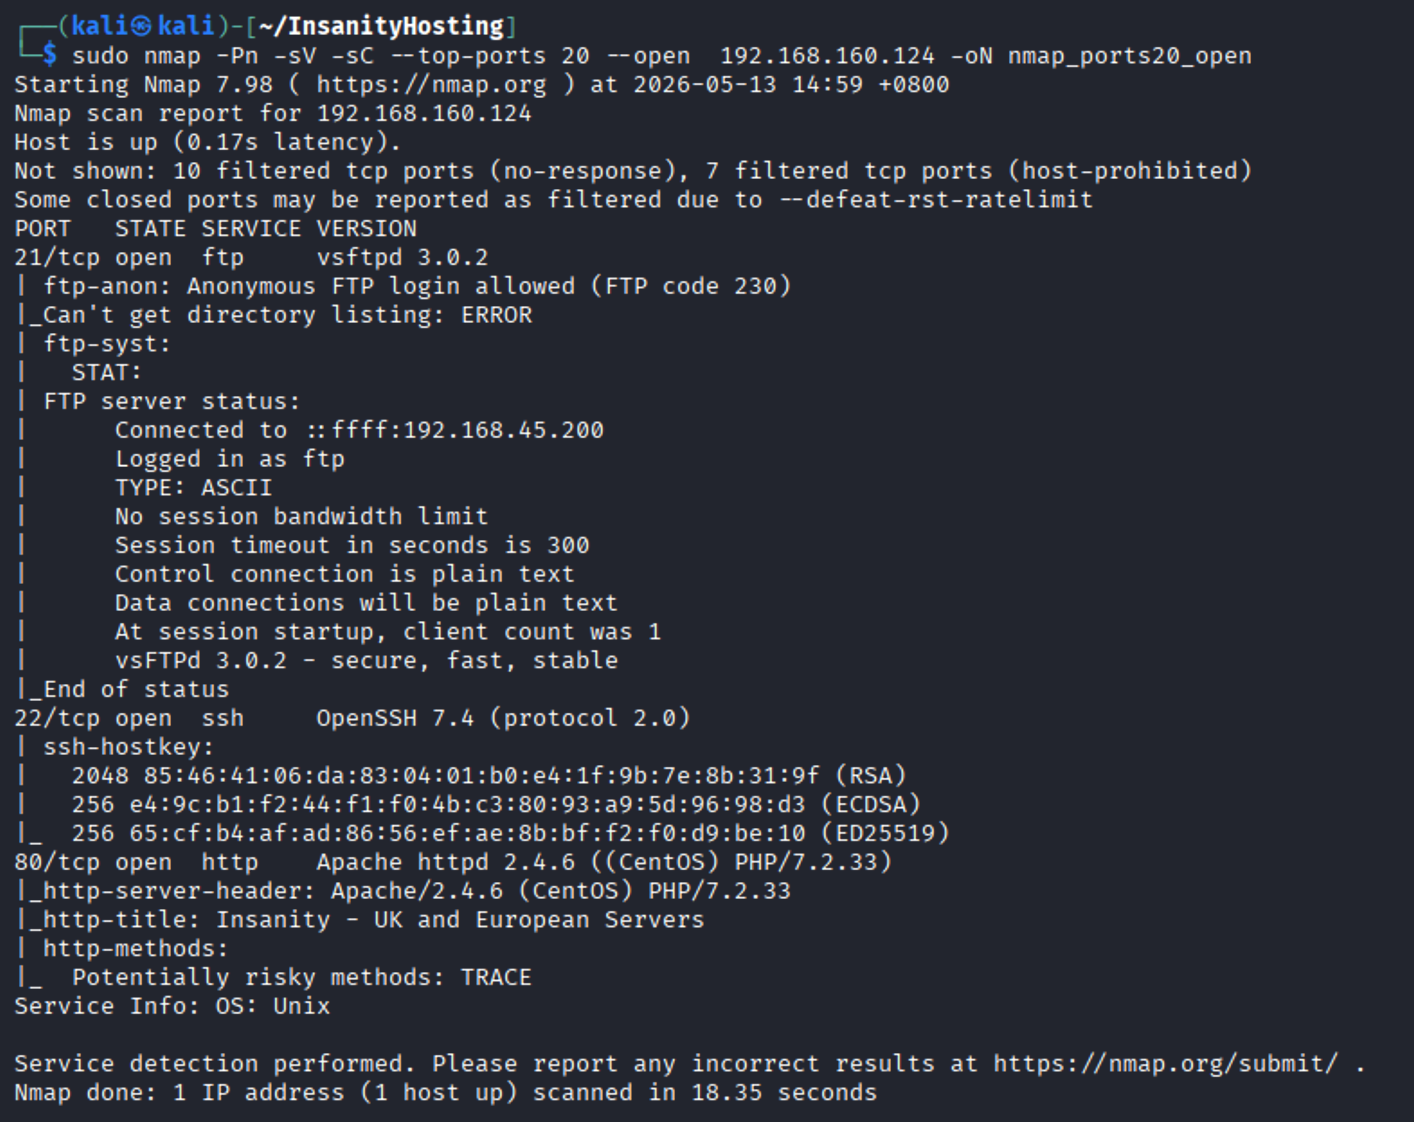 ┌──(kali㉿kali)-[~/InsanityHosting]
└─$ sudo nmap -Pn -sV -sC --top-ports 20 --open  192.168.160.124 -oN nmap_ports20_open
Starting Nmap 7.98 ( https://nmap.org ) at 2026-05-13 14:59 +0800
Nmap scan report for 192.168.160.124
Host is up (0.17s latency).
Not shown: 10 filtered tcp ports (no-response), 7 filtered tcp ports (host-prohibited)
Some closed ports may be reported as filtered due to --defeat-rst-ratelimit
PORT   STATE SERVICE VERSION
21/tcp open  ftp     vsftpd 3.0.2
| ftp-anon: Anonymous FTP login allowed (FTP code 230)
|_Can't get directory listing: ERROR
| ftp-syst:
|   STAT:
| FTP server status:
|      Connected to ::ffff:192.168.45.200
|      Logged in as ftp
|      TYPE: ASCII
|      No session bandwidth limit
|      Session timeout in seconds is 300
|      Control connection is plain text
|      Data connections will be plain text
|      At session startup, client count was 1
|      vsFTPd 3.0.2 - secure, fast, stable
|_End of status
22/tcp open  ssh     OpenSSH 7.4 (protocol 2.0)
| ssh-hostkey:
|   2048 85:46:41:06:da:83:04:01:b0:e4:1f:9b:7e:8b:31:9f (RSA)
|   256 e4:9c:b1:f2:44:f1:f0:4b:c3:80:93:a9:5d:96:98:d3 (ECDSA)
|_  256 65:cf:b4:af:ad:86:56:ef:ae:8b:bf:f2:f0:d9:be:10 (ED25519)
80/tcp open  http    Apache httpd 2.4.6 ((CentOS) PHP/7.2.33)
|_http-server-header: Apache/2.4.6 (CentOS) PHP/7.2.33
|_http-title: Insanity - UK and European Servers
| http-methods:
|_  Potentially risky methods: TRACE
Service Info: OS: Unix

Service detection performed. Please report any incorrect results at https://nmap.org/submit/ .
Nmap done: 1 IP address (1 host up) scanned in 18.35 seconds